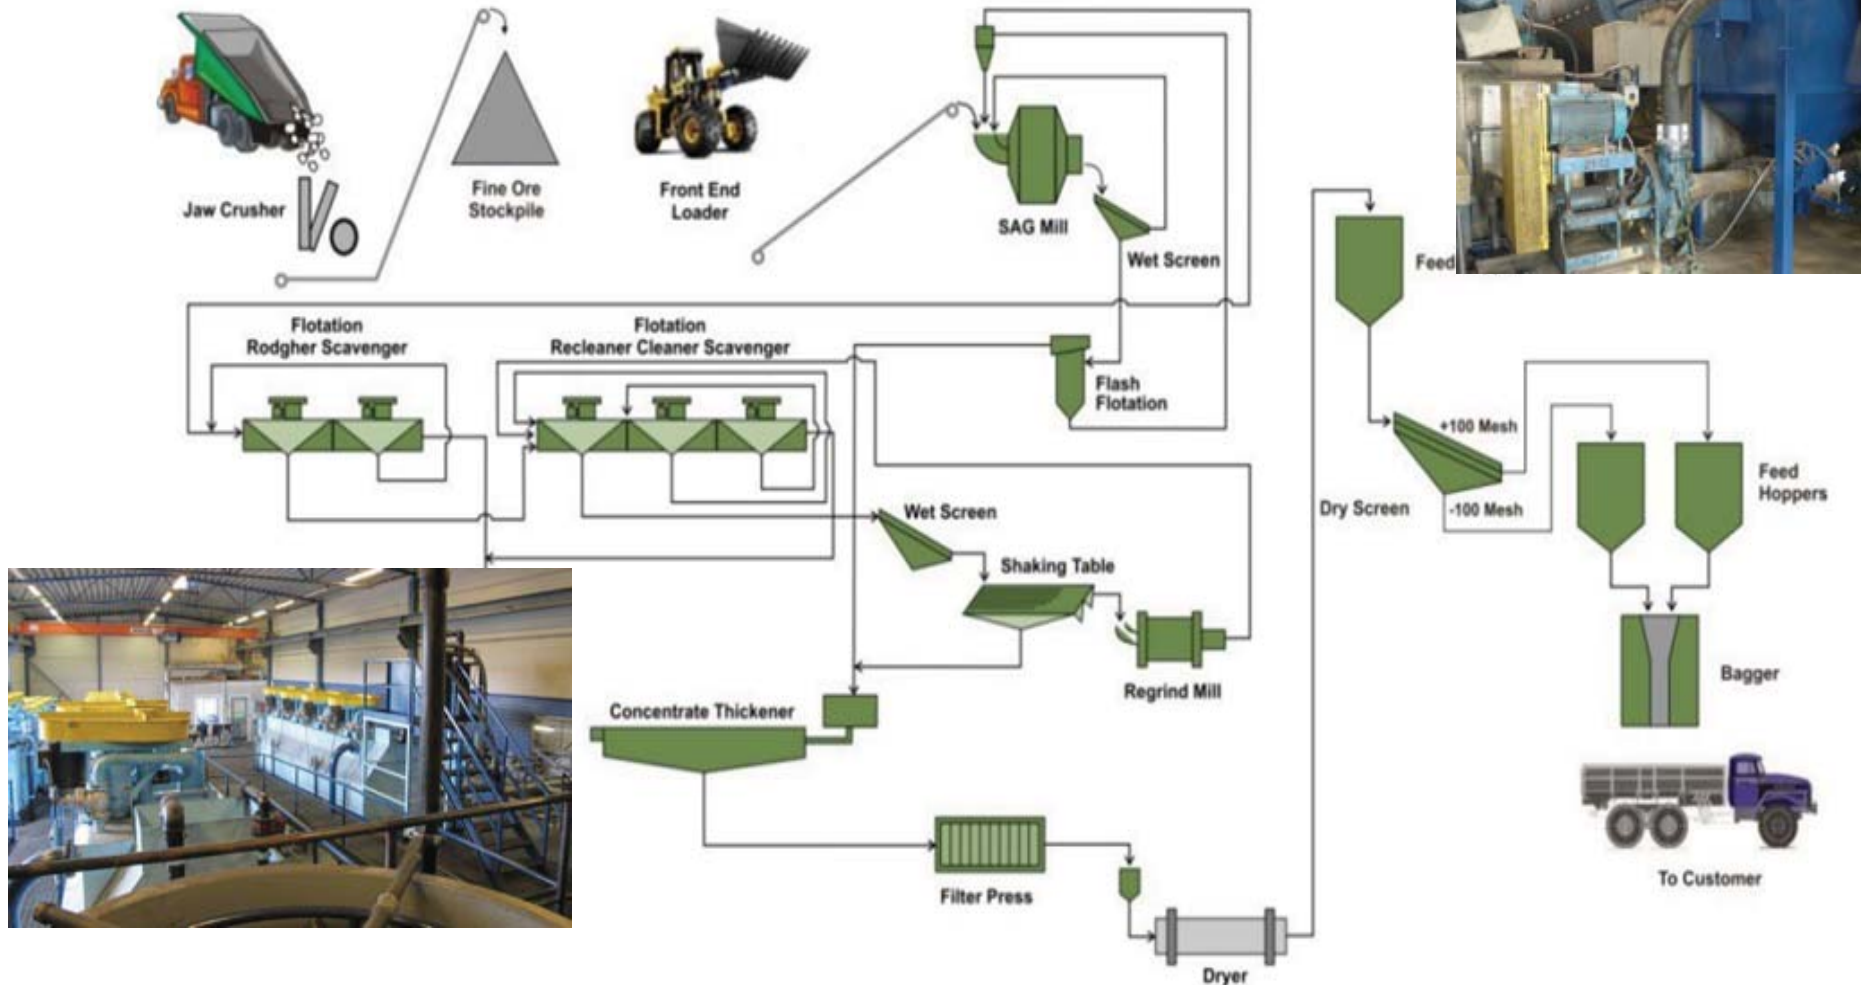 Jaw Crusher
Fine Ore
Stockpile
Front End
Loader
SAG Mill
Wet Screen
Feed
Flotation
Rodgher Scavenger
Flotation
Recleaner Cleaner Scavenger
Flash
Flotation
+100 Mesh
-100 Mesh
Dry Screen
Feed
Hoppers
Wet Screen
Shaking Table
Regrind Mill
Concentrate Thickener
Bagger
Filter Press
To Customer
Dryer